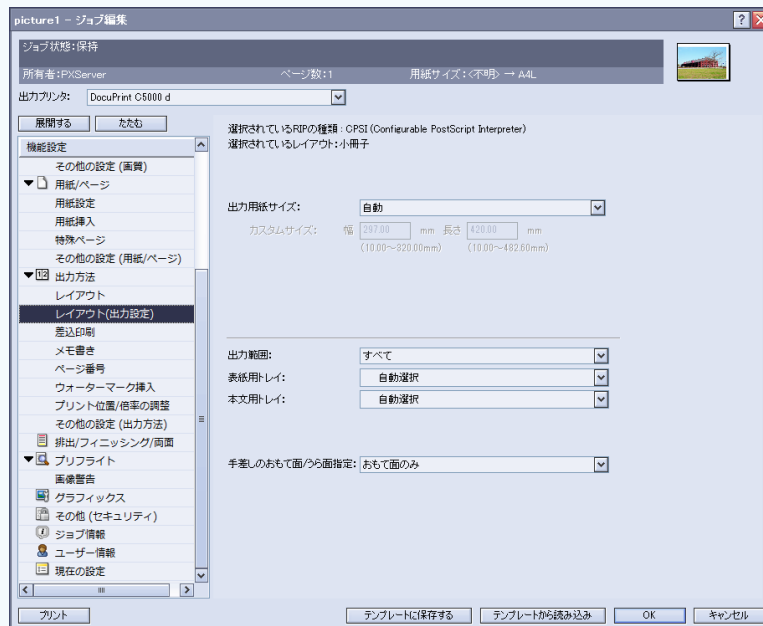 picture1 - ジョブ編集
ジョブ状態:保持
所有者:PXServer ページ数:1 用紙サイズ:<不明> → A4L
出力プリンタ: DocuPrint C5000 d
展開する たたむ
機能設定
その他の設定 (画質)
用紙/ページ
用紙設定
用紙挿入
特殊ページ
その他の設定 (用紙/ページ)
出力方法
レイアウト
レイアウト(出力設定)
差込印刷
メモ書き
ページ番号
ウォーターマーク挿入
プリント位置/倍率の調整
その他の設定 (出力方法)
排出/フィニッシング/両面
プリフライト
画像警告
グラフィックス
その他 (セキュリティ)
ジョブ情報
ユーザー情報
現在の設定
選択されているRIPの種類 : CPSI (Configurable PostScript Interpreter)
選択されているレイアウト:小冊子
出力用紙サイズ: 自動
カスタムサイズ: 幅 297.00 mm 長さ 420.00 mm
(10.00～320.00mm) (10.00～482.60mm)
出力範囲: すべて
表紙用トレイ: 自動選択
本文用トレイ: 自動選択
手差しのおもて面/うら面指定: おもて面のみ
プリント テンプレートに保存する テンプレートから読み込み OK キャンセル